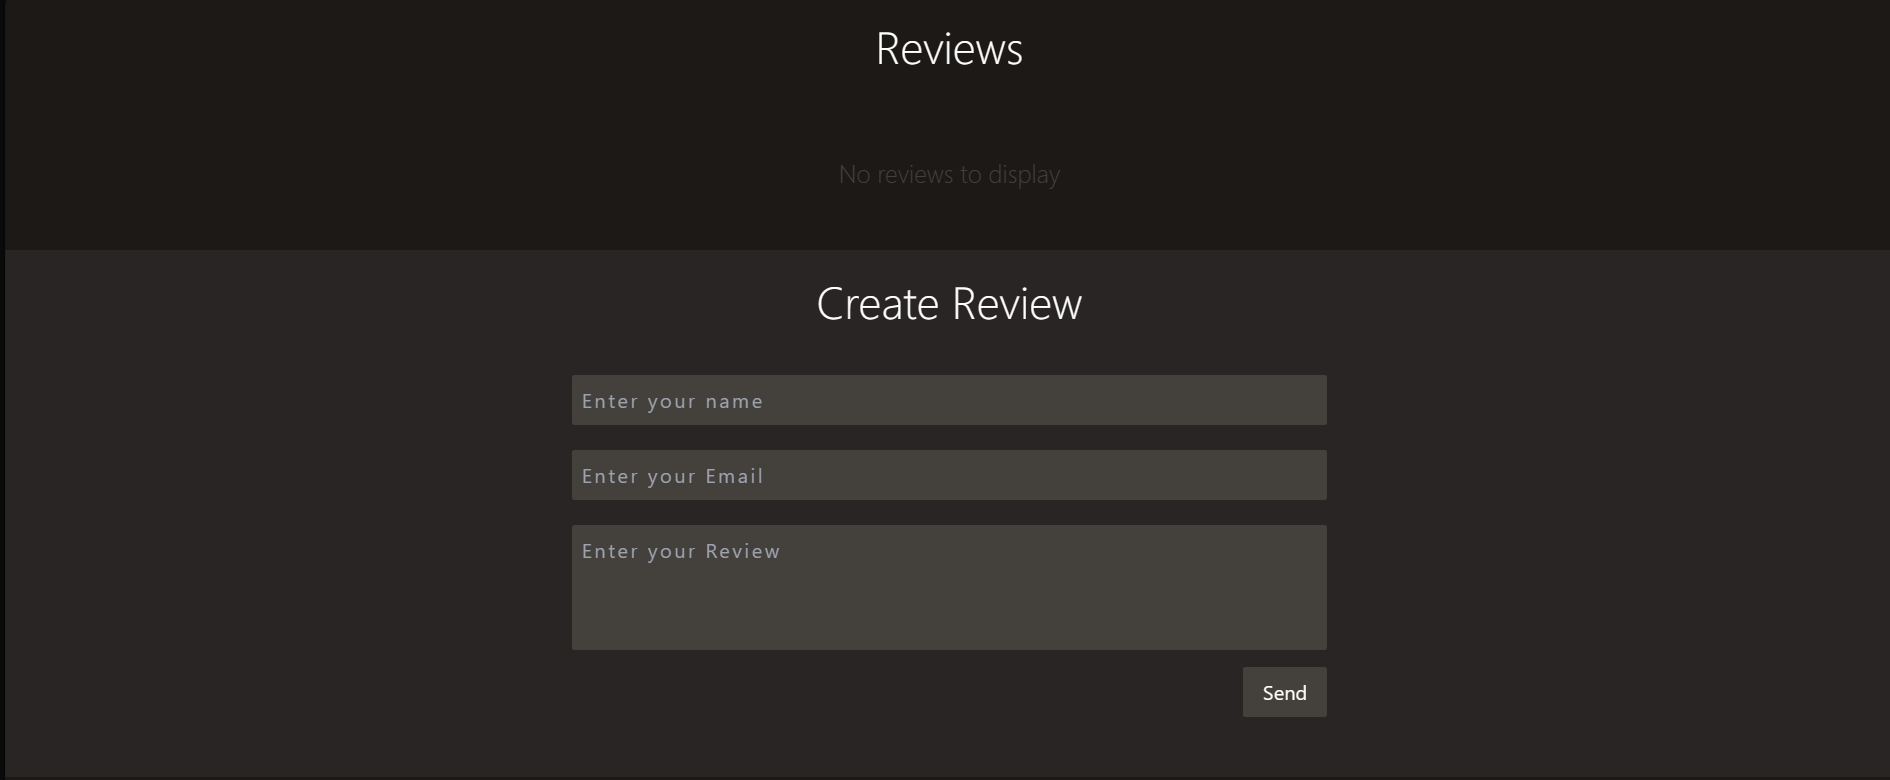 Reviews
No reviews to display
Create Review
Enter your name
Enter your Email
Enter your Review
Send